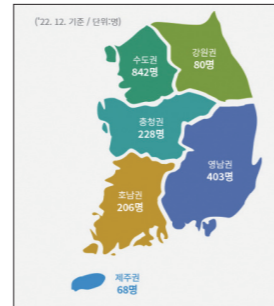 ('22. 12. 기준 / 단위:명)
수도권
842명
강원권
80명
충청권
228명
영남권
403명
호남권
206명
제주권
68명